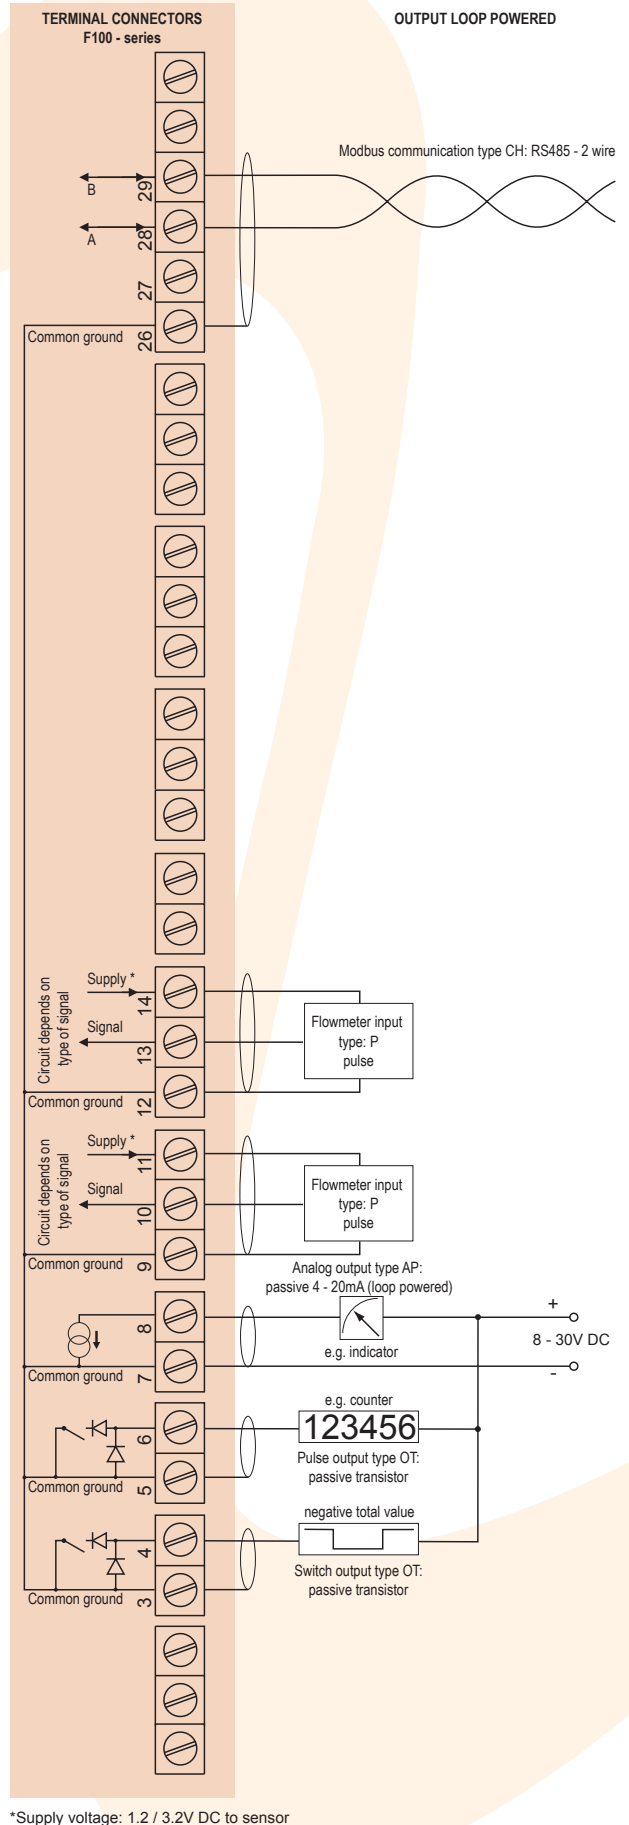 TERMINAL CONNECTORS
F100 - series
OUTPUT LOOP POWERED
Modbus communication type CH: RS485 - 2 wire
B
29
A
28
27
Common ground
26
Circuit depends on
type of signal
Supply *
14
Signal
13
Common ground
12
Flowmeter input
type: P
pulse
Circuit depends on
type of signal
Supply *
11
Signal
10
Common ground
9
Flowmeter input
type: P
pulse
Analog output type AP:
passive 4 - 20mA (loop powered)
8
e.g. indicator
+
8 - 30V DC
-
Common ground
7
e.g. counter
6
123456
Pulse output type OT:
passive transistor
Common ground
5
negative total value
4
Switch output type OT:
passive transistor
Common ground
3
*Supply voltage: 1.2 / 3.2V DC to sensor